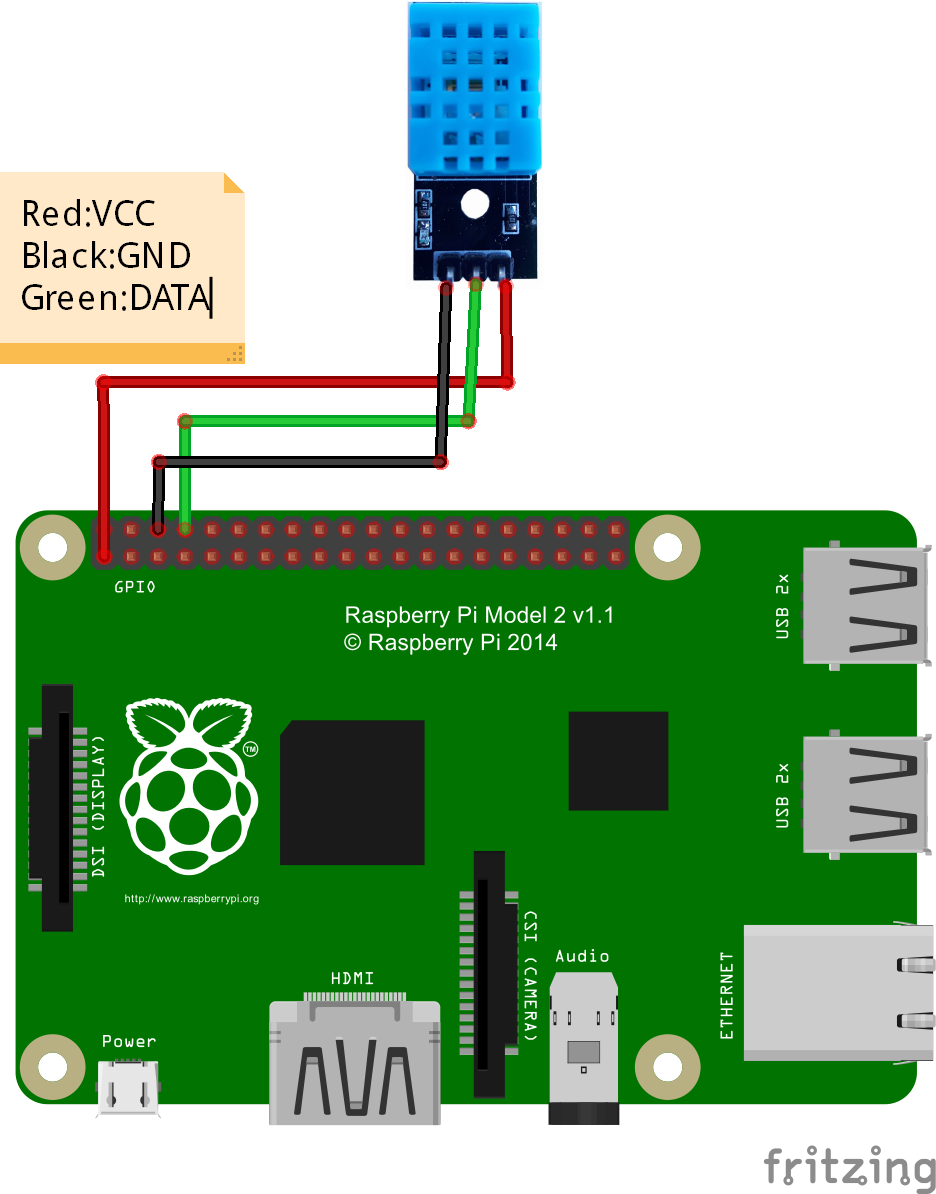 Red:VCC
Black:GND
Green:DATA
GPIO
Raspberry Pi Model 2 v1.1
© Raspberry Pi 2014
USB 2x
DSI (DISPLAY)
TM
USB 2x
http://www.raspberrypi.org
CSI (CAMERA)
Audio
ETHERNET
HDMI
Power
fritzing